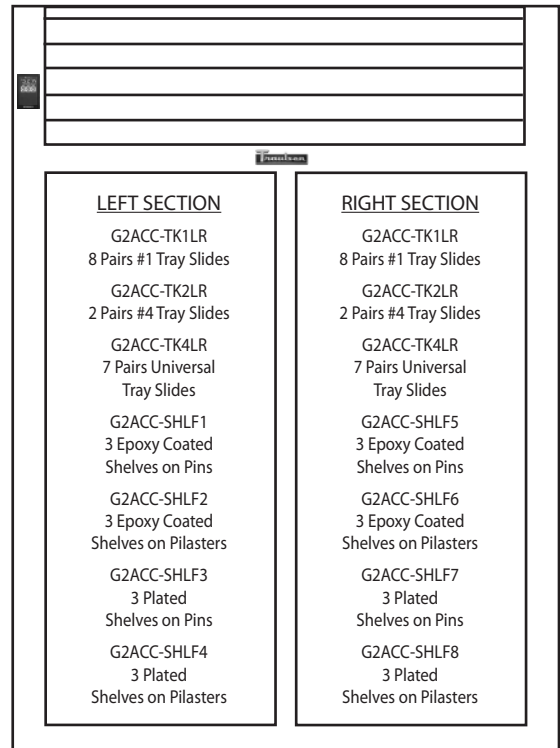 Traulsen
LEFT SECTION
G2ACC-TK1LR
8 Pairs #1 Tray Slides
G2ACC-TK2LR
2 Pairs #4 Tray Slides
G2ACC-TK4LR
7 Pairs Universal
Tray Slides
G2ACC-SHLF1
3 Epoxy Coated
Shelves on Pins
G2ACC-SHLF2
3 Epoxy Coated
Shelves on Pilasters
G2ACC-SHLF3
3 Plated
Shelves on Pins
G2ACC-SHLF4
3 Plated
Shelves on Pilasters
RIGHT SECTION
G2ACC-TK1LR
8 Pairs #1 Tray Slides
G2ACC-TK2LR
2 Pairs #4 Tray Slides
G2ACC-TK4LR
7 Pairs Universal
Tray Slides
G2ACC-SHLF5
3 Epoxy Coated
Shelves on Pins
G2ACC-SHLF6
3 Epoxy Coated
Shelves on Pilasters
G2ACC-SHLF7
3 Plated
Shelves on Pins
G2ACC-SHLF8
3 Plated
Shelves on Pilasters